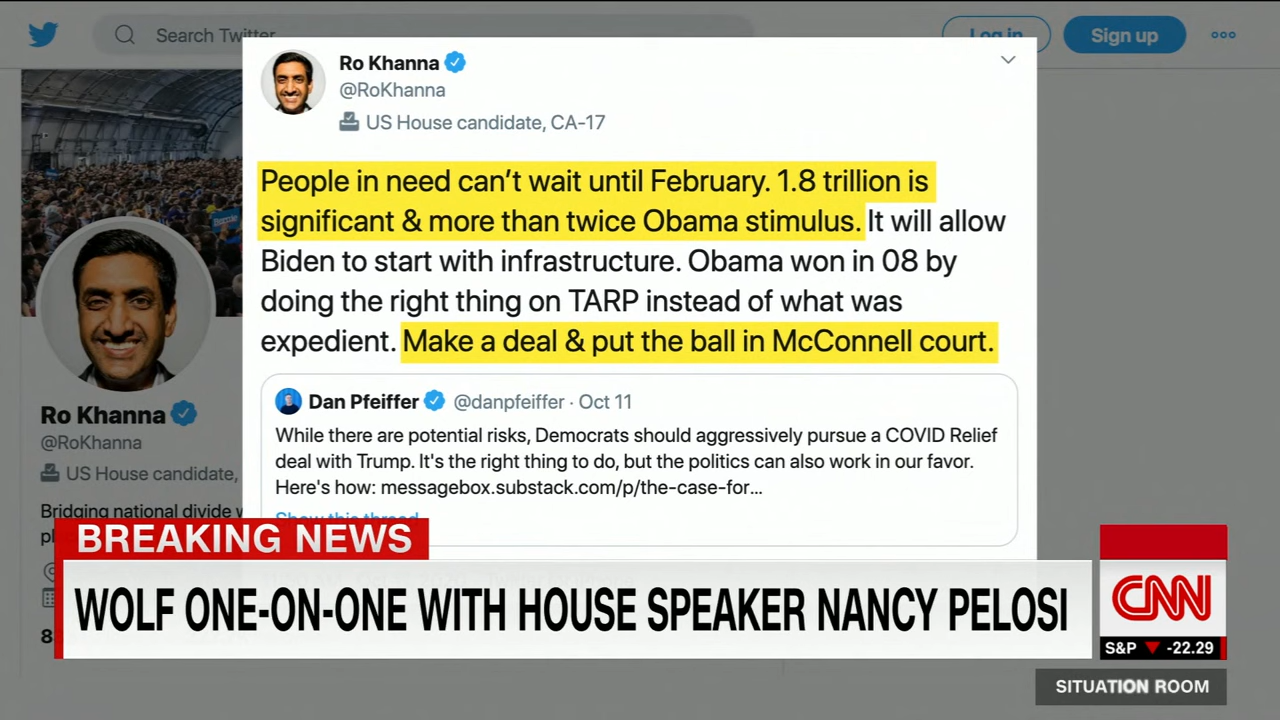 Search Twitter
Log in
Sign up
Ro Khanna
@RoKhanna
US House candidate, CA-17
People in need can't wait until February. 1.8 trillion is
significant & more than twice Obama stimulus. It will allow
Biden to start with infrastructure. Obama won in 08 by
doing the right thing on TARP instead of what was
expedient. Make a deal & put the ball in McConnell court.
Dan Pfeiffer @danpfeiffer · Oct 11
While there are potential risks, Democrats should aggressively pursue a COVID Relief
deal with Trump. It's the right thing to do, but the politics can also work in our favor.
Here's how: messagebox.substack.com/p/the-case-for...
Show this thread
Ro Khanna
@RoKhanna
US House candidate,
Bridging national divide
BREAKING NEWS
WOLF ONE-ON-ONE WITH HOUSE SPEAKER NANCY PELOSI
CNN
S&P ▼ -22.29
SITUATION ROOM